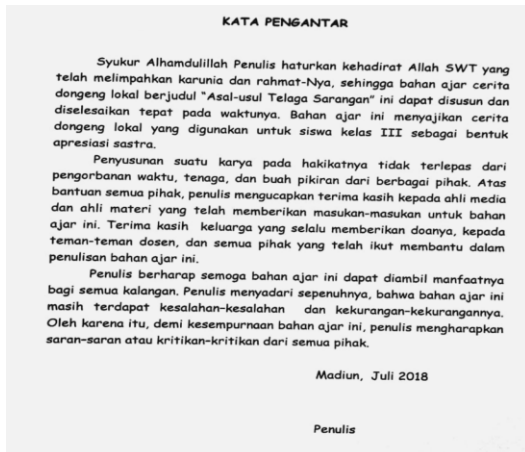 KATA PENGANTAR
Syukur Alhamdulillah Penulis haturkan kehadirat Allah SWT yang
telah melimpahkan karunia dan rahmat-Nya, sehingga bahan ajar cerita
dongeng lokal berjudul "Asal-usul Telaga Sarangan" ini dapat disusun dan
diselesaikan tepat pada waktunya. Bahan ajar ini menyajikan cerita
dongeng lokal yang digunakan untuk siswa kelas III sebagai bentuk
apresiasi sastra.
Penyusunan suatu karya pada hakikatnya tidak terlepas dari
pengorbanan waktu, tenaga, dan buah pikiran dari berbagai pihak. Atas
bantuan semua pihak, penulis mengucapkan terima kasih kepada ahli media
dan ahli materi yang telah memberikan masukan-masukan untuk bahan
ajar ini. Terima kasih keluarga yang selalu memberikan doanya, kepada
teman-teman dosen, dan semua pihak yang telah ikut membantu dalam
penulisan bahan ajar ini.
Penulis berharap semoga bahan ajar ini dapat diambil manfaatnya
bagi semua kalangan. Penulis menyadari sepenuhnya, bahwa bahan ajar ini
masih terdapat kesalahan-kesalahan dan kekurangan-kekurangannya.
Oleh karena itu, demi kesempurnaan bahan ajar ini, penulis mengharapkan
saran-saran atau kritikan-kritikan dari semua pihak.
Madiun, Juli 2018
Penulis